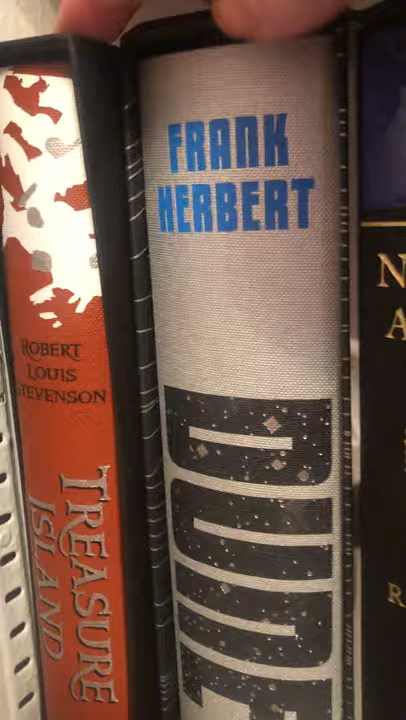 ROBERT
LOUIS
STEVENSON
TREASURE
ISLAND
FRANK
HERBERT
DUNE
N
A
R